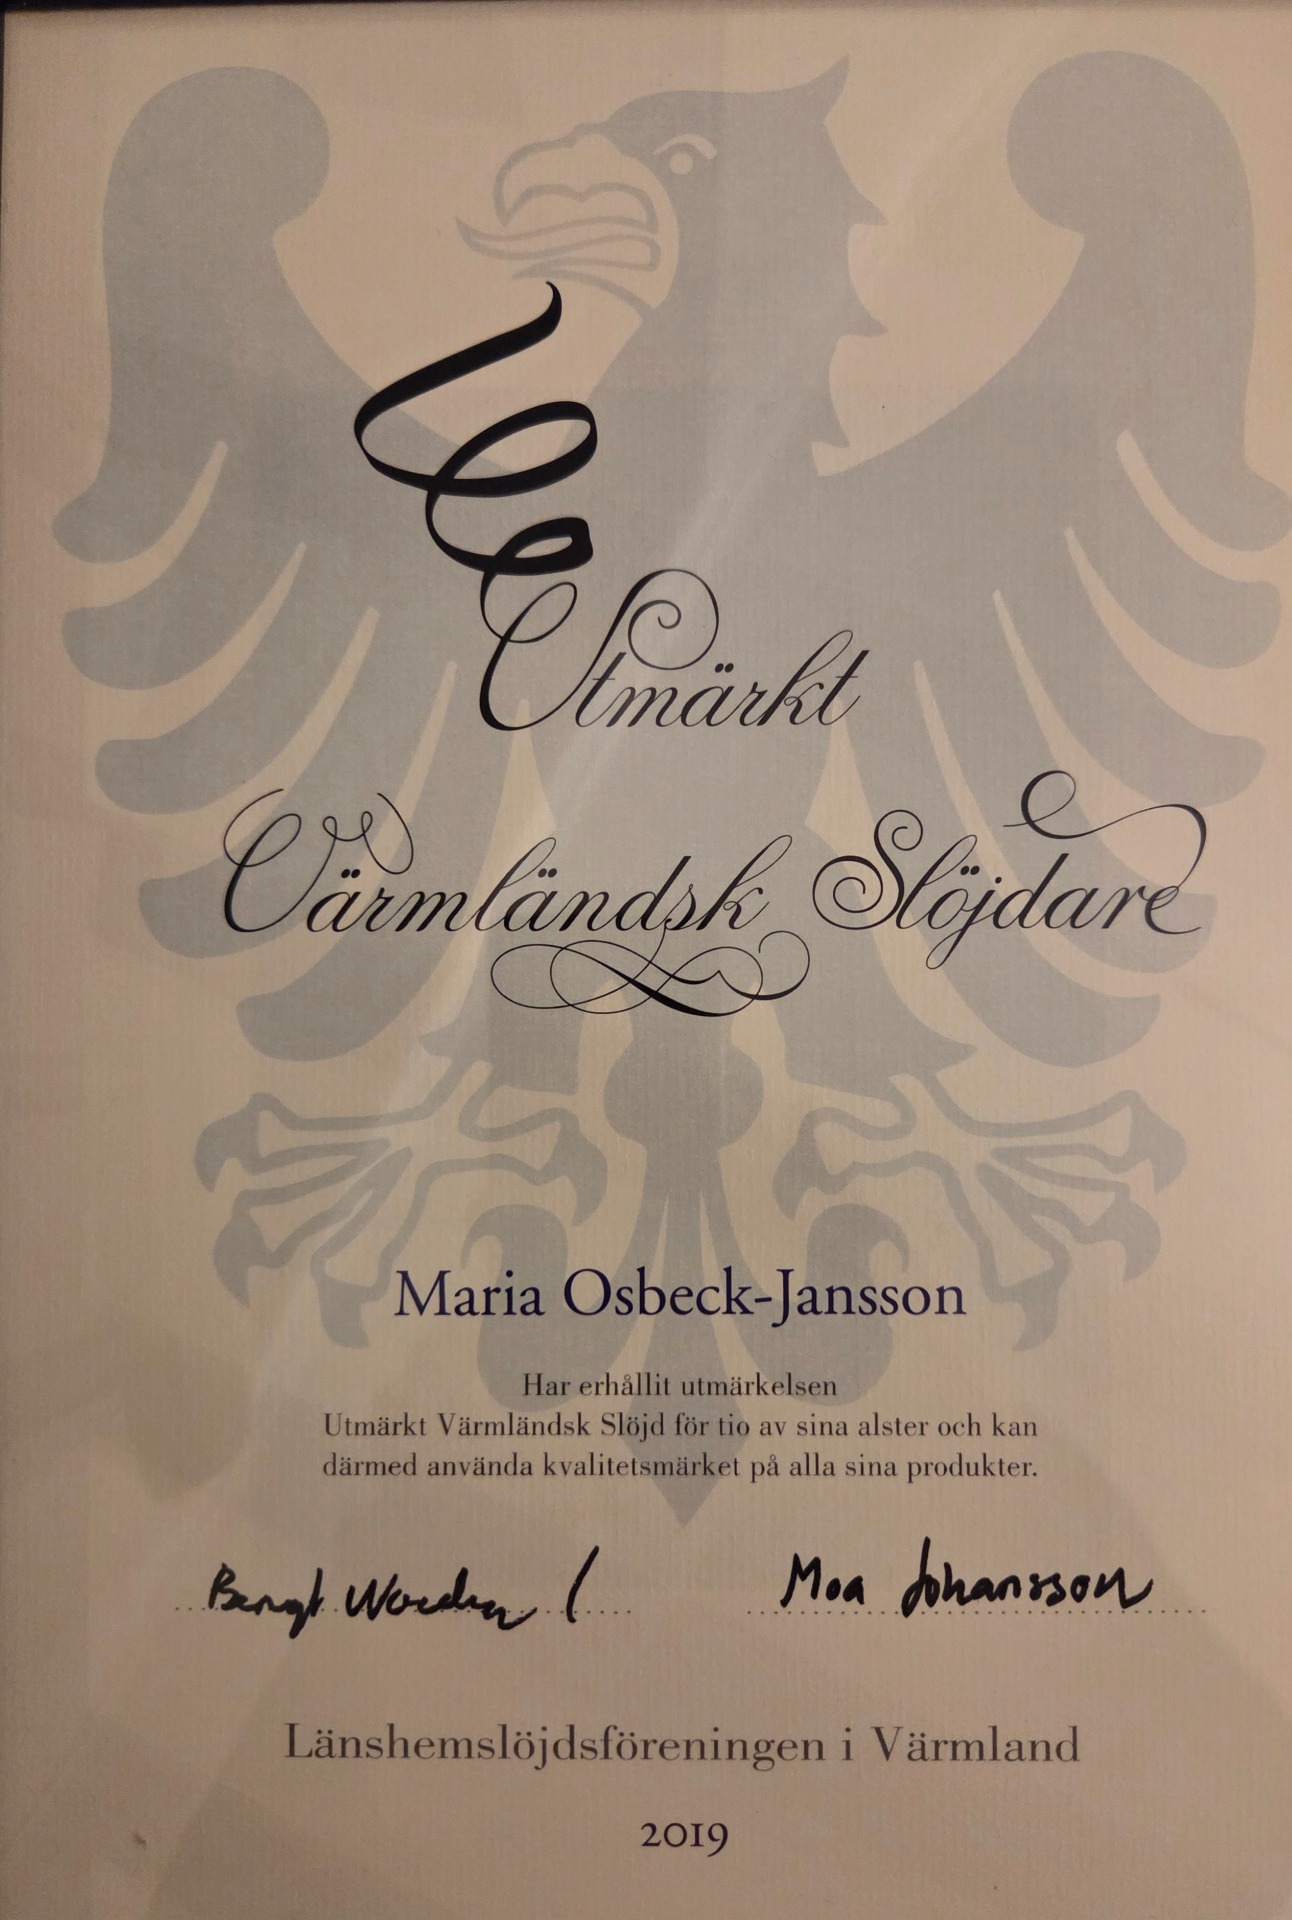 Utmärkt
Värmländsk Slöjdare
Maria Osbeck-Jansson
Har erhållit utmärkelsen
Utmärkt Värmländsk Slöjd för tio av sina alster och kan
därmed använda kvalitetsmärket på alla sina produkter.
Bengt
Moa Johansson
Länshemslöjdsföreningen i Värmland
2019